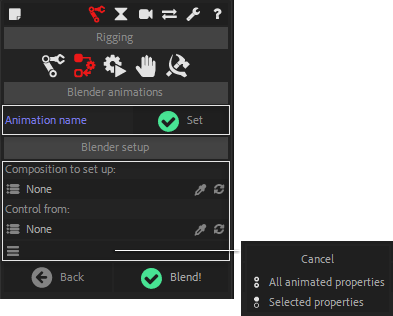 ?
Rigging
Blender animations
Animation name Set
Blender setup
Composition to set up:
None
Control from:
None
Back Blend!
Cancel
All animated properties
Selected properties